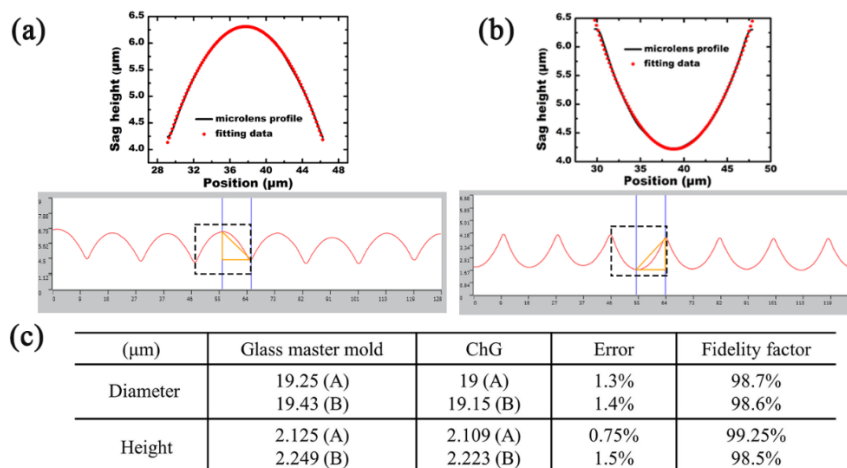 (a)
6.5
6.0
5.5
5.0
4.5
4.0
Sag height (μm)
microlens profile
fitting data
28 32 36 40 44 48
Position (μm)
(b)
6.5
6.0
5.5
5.0
4.5
4.0
Sag height (μm)
microlens profile
fitting data
30 35 40 45 50
Position (μm)
(c)
(μm) Glass master mold ChG Error Fidelity factor
Diameter
19.25 (A) 19 (A) 1.3% 98.7%
19.43 (B) 19.15 (B) 1.4% 98.6%
Height
2.125 (A) 2.109 (A) 0.75% 99.25%
2.249 (B) 2.223 (B) 1.5% 98.5%